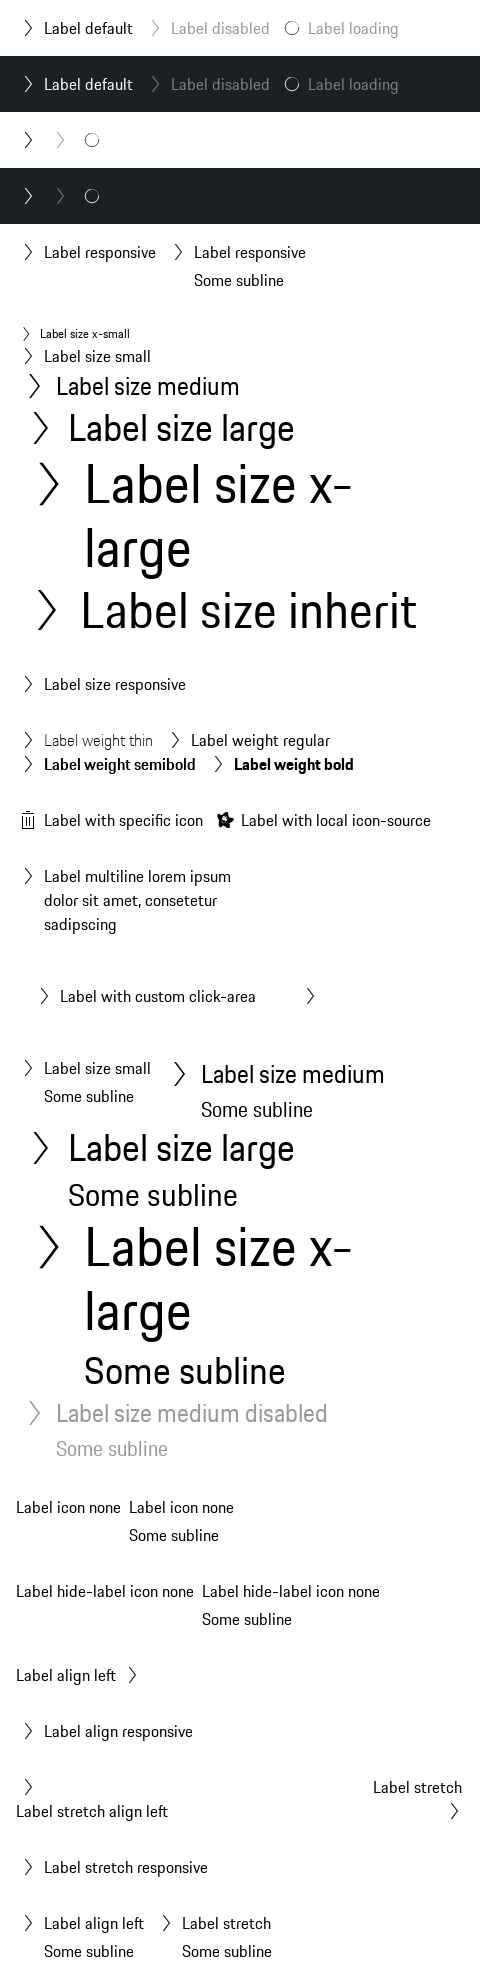 Label default Label disabled Label loading
Label default Label disabled Label loading
Label responsive Label responsive
Some subline
Label size x-small
Label size small
Label size medium
Label size large
Label size x-
large
Label size inherit
Label size responsive
Label weight thin Label weight regular
Label weight semibold Label weight bold
Label with specific icon Label with local icon-source
Label multiline lorem ipsum
dolor sit amet, consetetur
sadipscing
Label with custom click-area
Label size small Label size medium
Some subline Some subline
Label size large
Some subline
Label size x-
large
Some subline
Label size medium disabled
Some subline
Label icon none Label icon none
Some subline
Label hide-label icon none Label hide-label icon none
Some subline
Label align left
Label align responsive
Label stretch
Label stretch align left
Label stretch responsive
Label align left Label stretch
Some subline Some subline